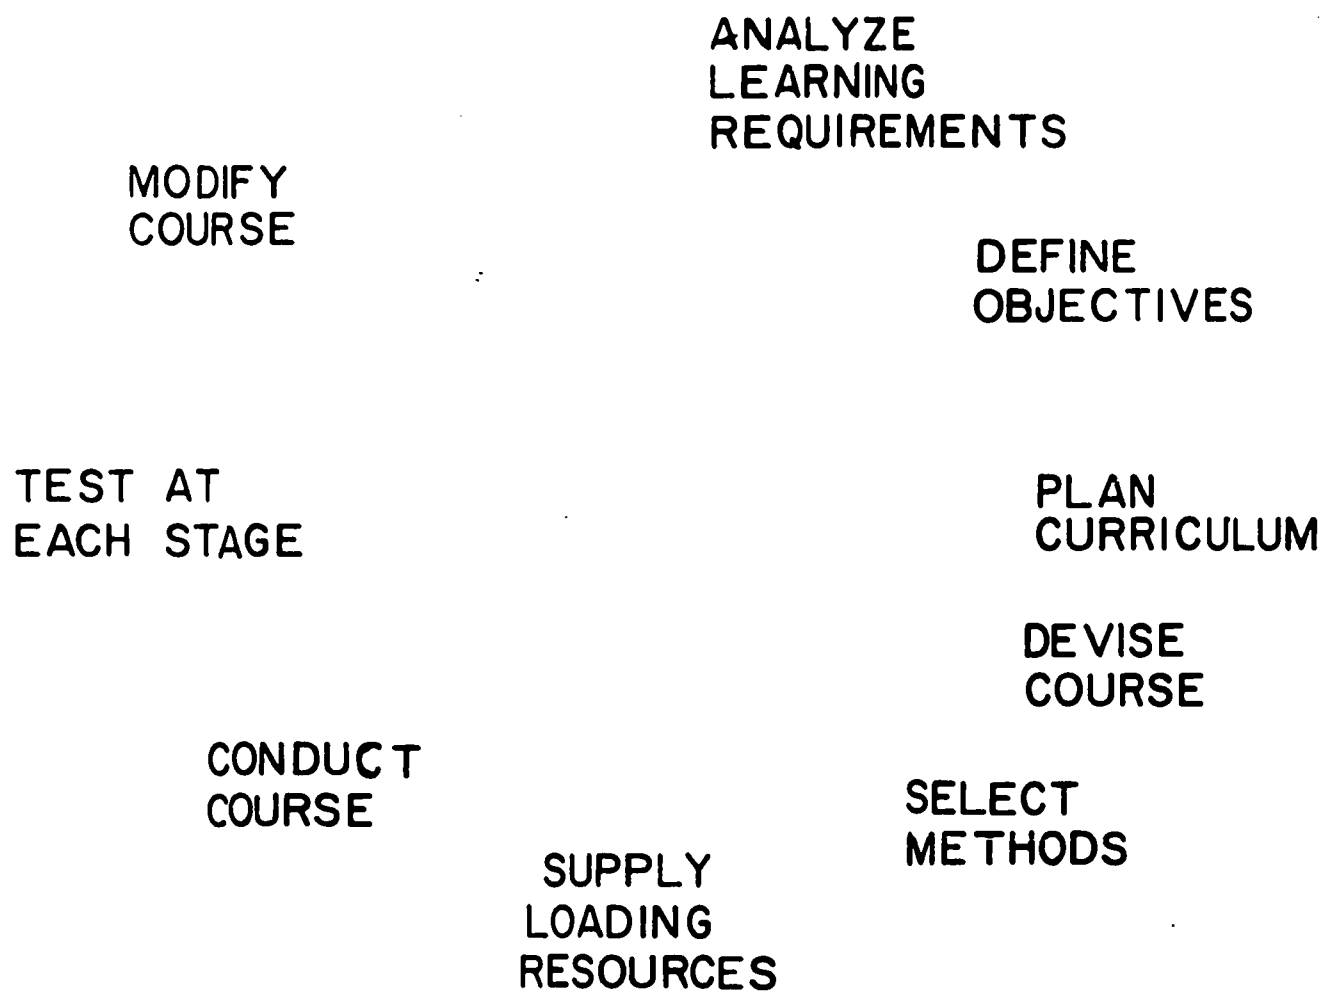 ANALYZE
LEARNING
REQUIREMENTS
MODIFY
COURSE
DEFINE
OBJECTIVES
TEST AT
EACH STAGE
PLAN
CURRICULUM
DEVISE
COURSE
CONDUCT
COURSE
SELECT
METHODS
SUPPLY
LOADING
RESOURCES